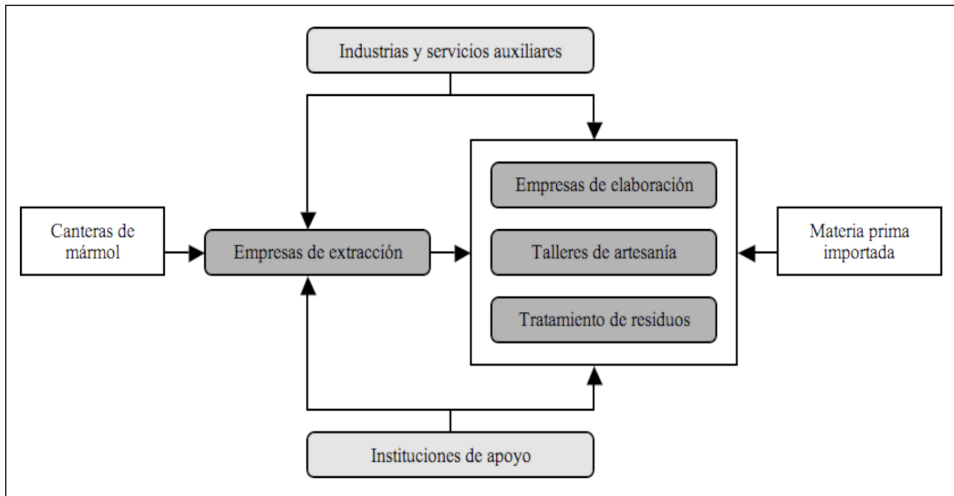 Industrias y servicios auxiliares
Empresas de elaboración
Canteras de
mármol
Empresas de extracción
Talleres de artesanía
Materia prima
importada
Tratamiento de residuos
Instituciones de apoyo